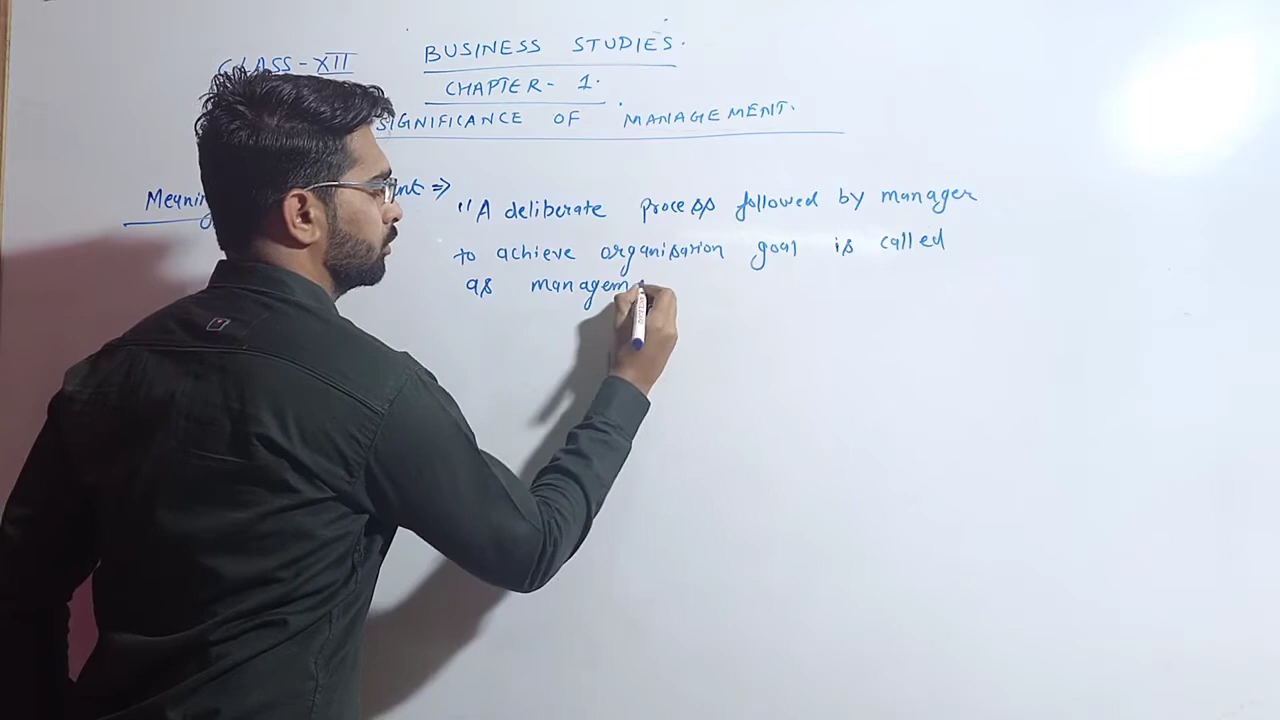 CLASS-XII
BUSINESS STUDIES.
CHAPTER- 1.
SIGNIFICANCE OF MANAGEMENT.
"A deliberate process followed by manager
to achieve organisation goal is called
as managem